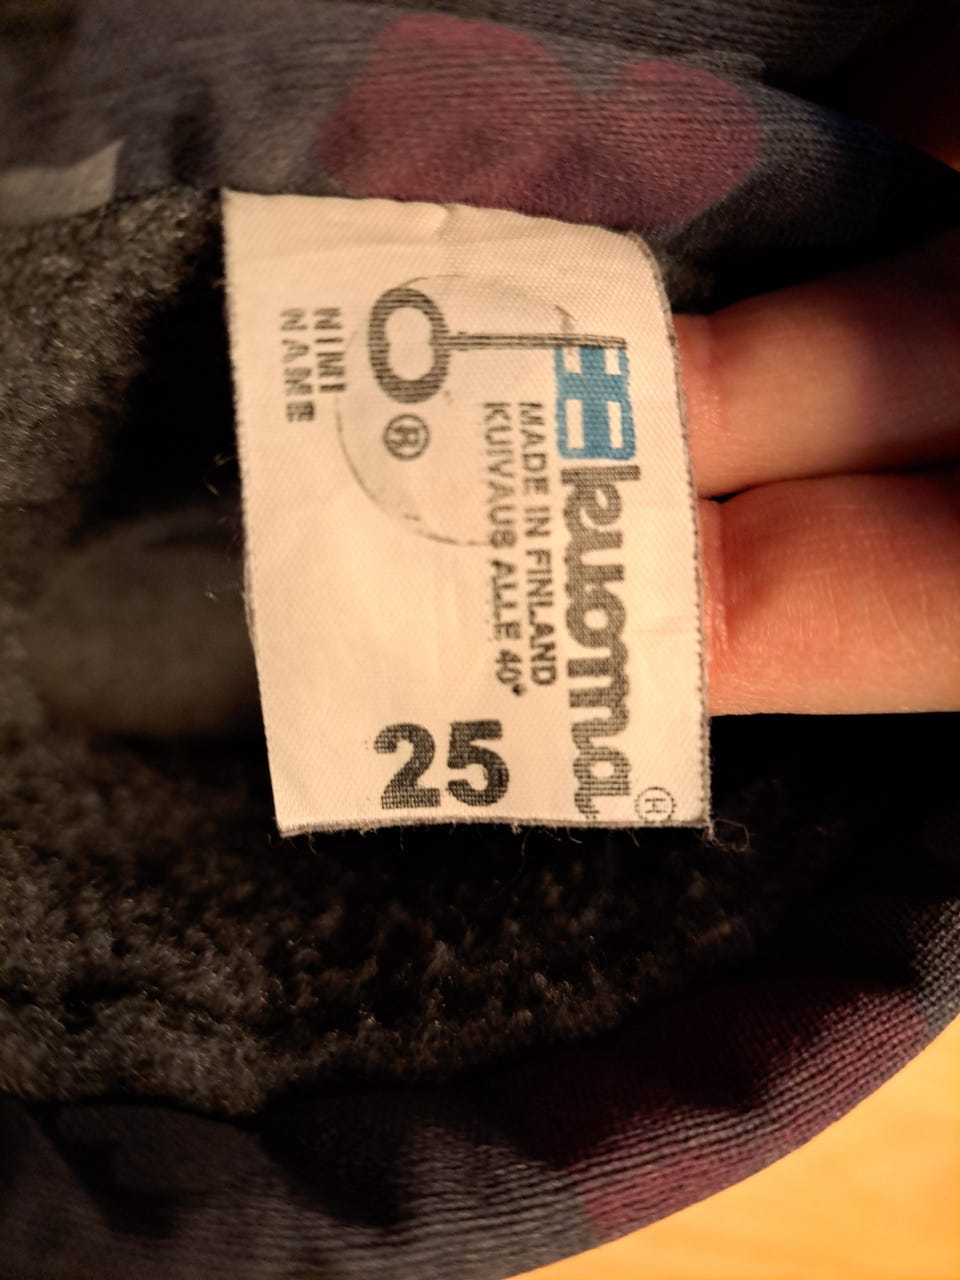 kuoma®
MADE IN FINLAND
KUIVAUS ALLE 40°
®
NIMI
NAME
25